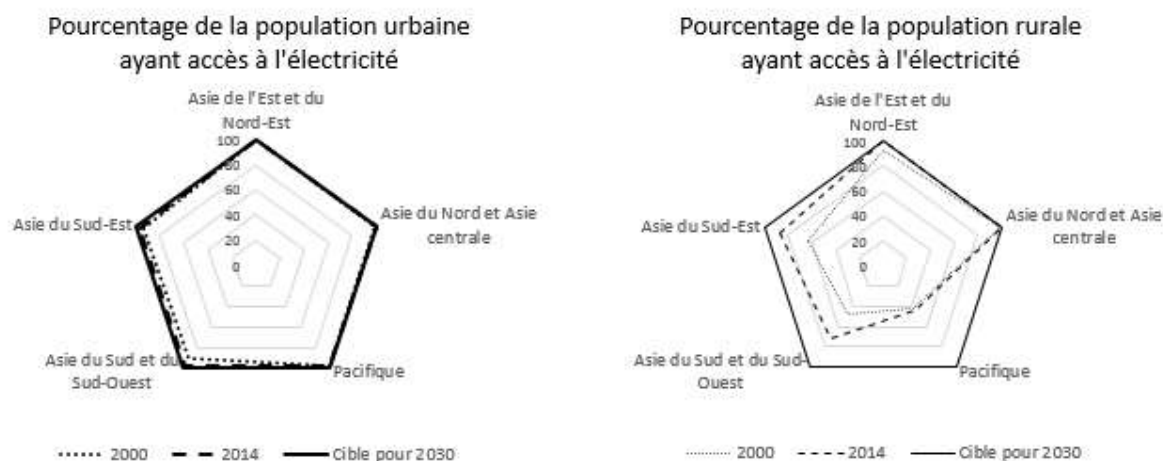 Pourcentage de la population urbaine
ayant accès à l'électricité
Asie de l'Est et du
Nord-Est
100
80
60
40
20
0
Asie du Sud-Est
Asie du Nord et Asie
centrale
Asie du Sud et du
Sud-Ouest
Pacifique
2000
2014
Cible pour 2030
Pourcentage de la population rurale
ayant accès à l'électricité
Asie de l'Est et du
Nord-Est
100
80
60
40
20
0
Asie du Sud-Est
Asie du Nord et Asie
centrale
Asie du Sud et du Sud-
Ouest
Pacifique
2000
2014
Cible pour 2030